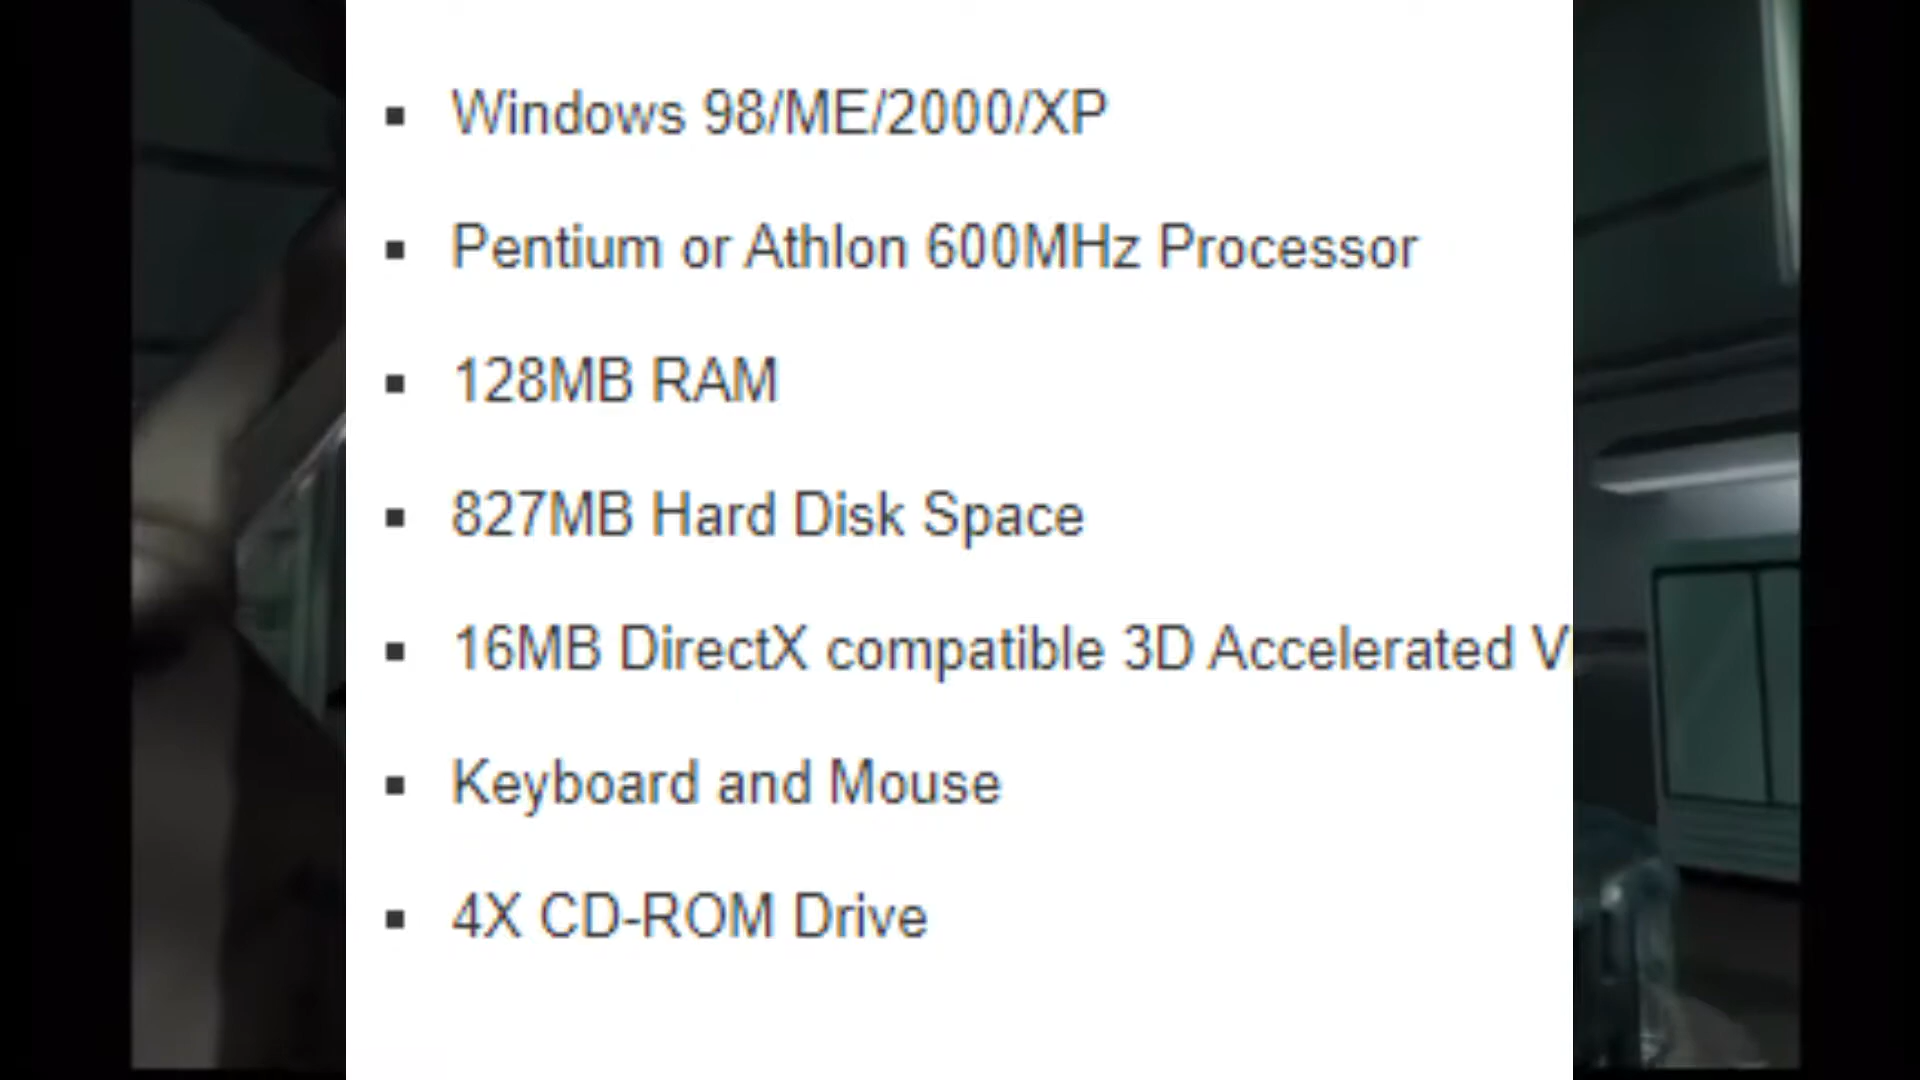 Windows 98/ME/2000/XP
Pentium or Athlon 600MHz Processor
128MB RAM
827MB Hard Disk Space
16MB DirectX compatible 3D Accelerated
Keyboard and Mouse
4X CD-ROM Drive